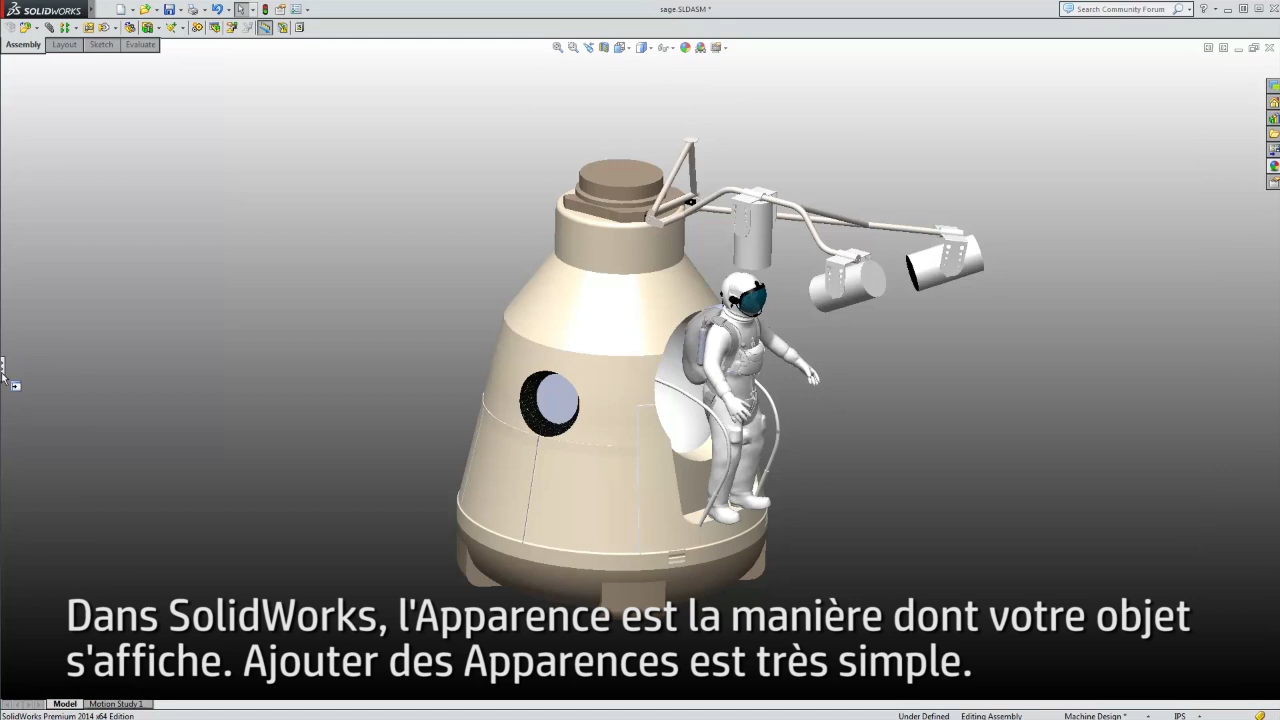 SOLIDWORKS
sage.SLDASM *
Search Community Forum
Assembly
Layout
Sketch
Evaluate
Dans SolidWorks, l'Apparence est la manière dont votre objet
s'affiche. Ajouter des Apparences est très simple.
Model
Motion Study 1
SolidWorks Premium 2014 x64 Edition
Under Defined
Editing Assembly
Machine Design *
IPS